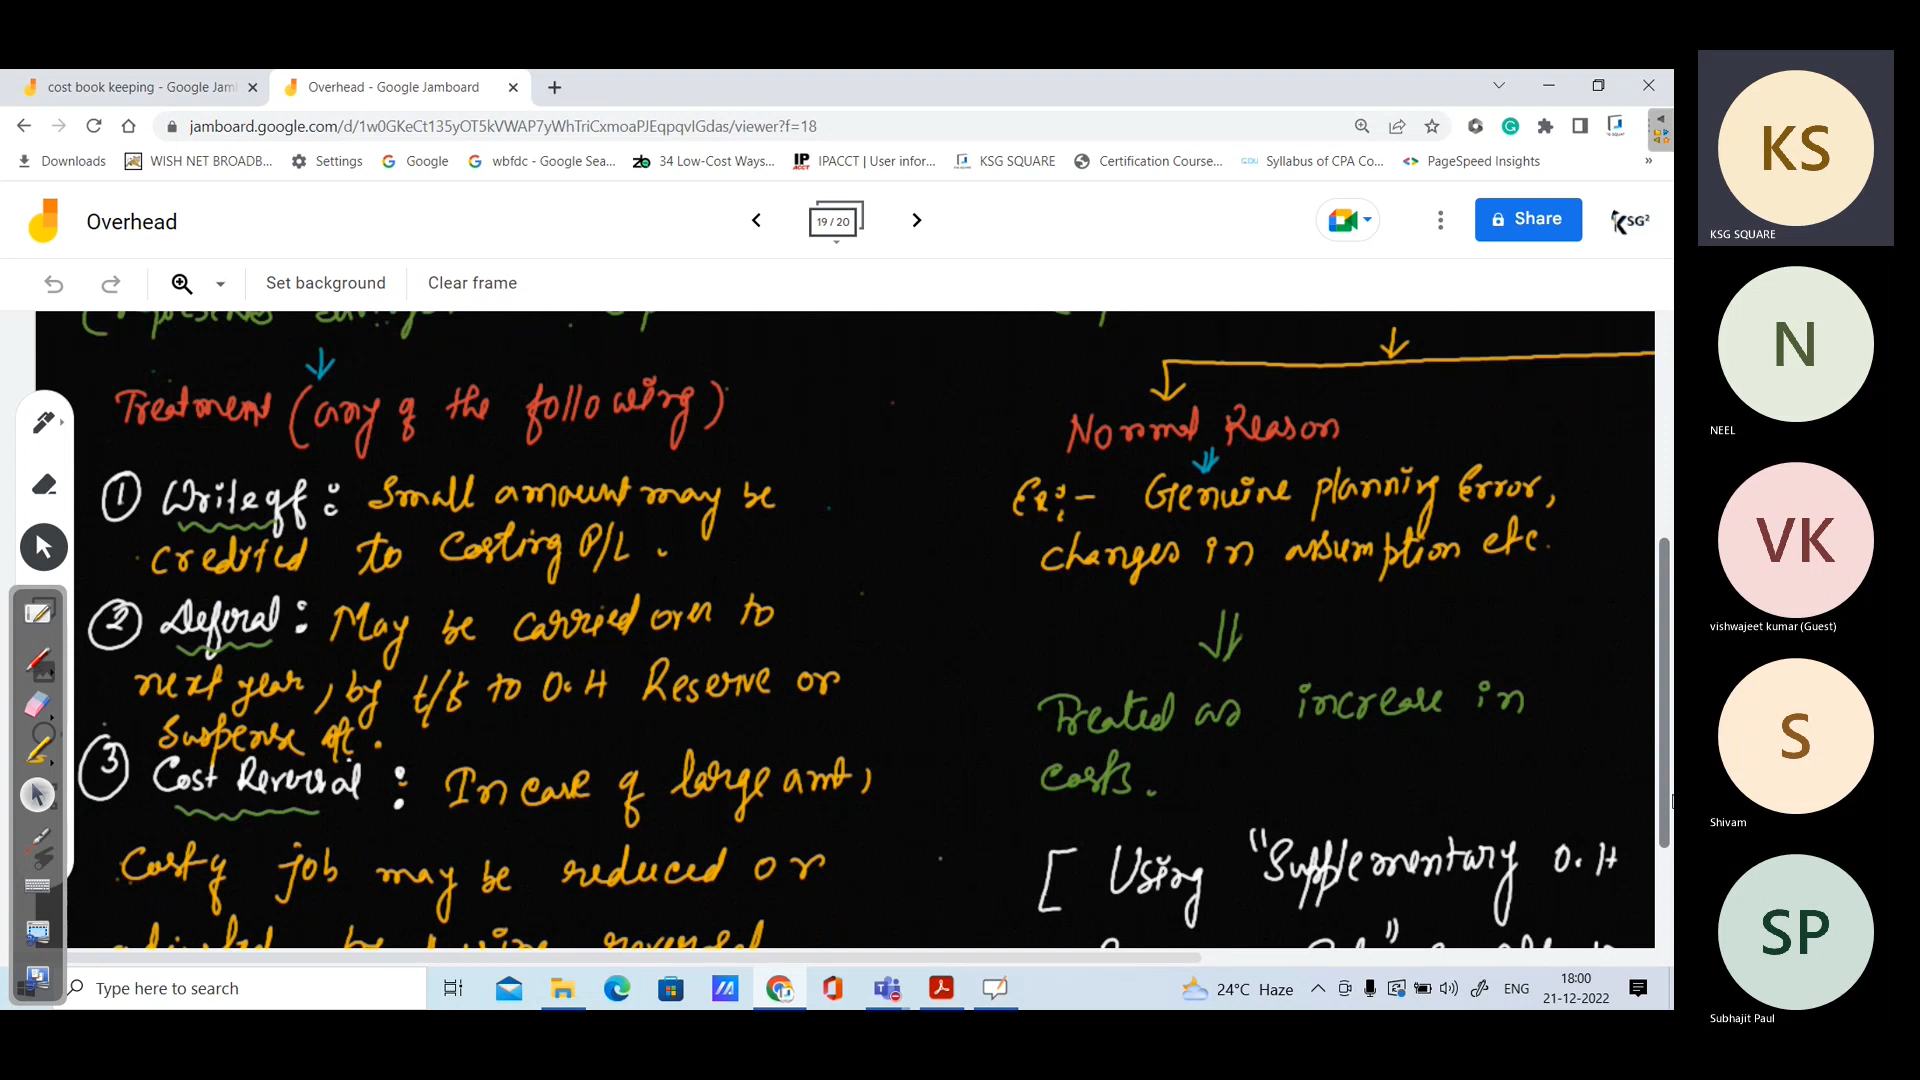 cost book keeping - Google Jam
Overhead - Google Jamboard
jamboard.google.com/d/1w0GKeCt135yOT5kVWAP7yWhTriCxmoaPJEqpqvIGdas/viewer?f=18
Downloads
WISH NET BROADB...
Settings
Google
wbfdc - Google Sea...
34 Low-Cost Ways...
IPACCT | User infor...
KSG SQUARE
Certification Course...
Syllabus of CPA Co...
PageSpeed Insights
»
Overhead
19 / 20
Share
KSG²
Set background
Clear frame
Treatment (any of the following)
① Write off : Small amount may be
credited to Costing P/L.
② Deferal : May be carried over to
next year, by t/f to O.H Reserve or
Suspense A/c.
③ Cost Reversal : In case of large amt,
Cost of job may be reduced or
Normal Reason
Ex:- Genuine planning Error,
changes in assumption etc.
Treated as increase in
costs.
[ Using "Supplementary O.H
Type here to search
24°C Haze
ENG
18:00
21-12-2022
KS
KSG SQUARE
N
NEEL
VK
vishwajeet kumar (Guest)
S
Shivam
SP
Subhajit Paul